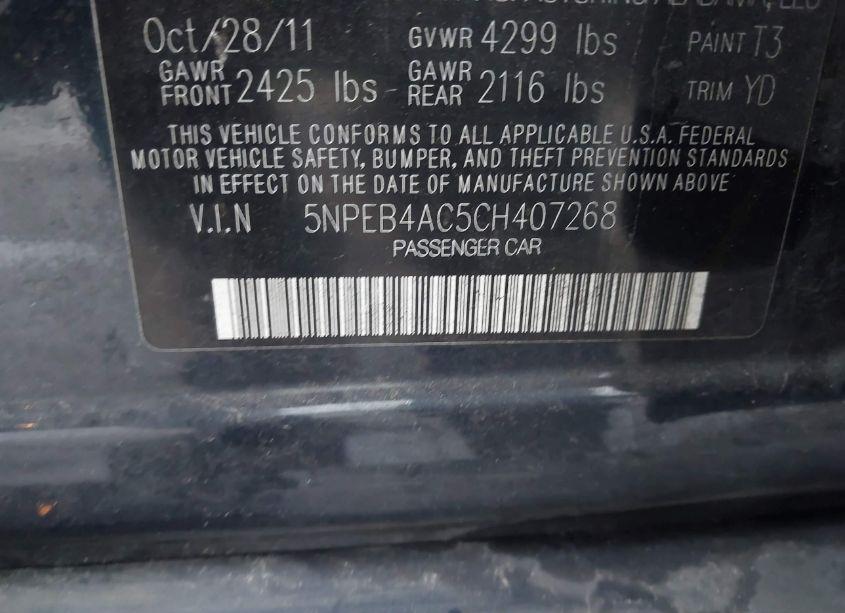 Oct/28/11 GVWR 4299 lbs PAINT T3
GAWR FRONT 2425 lbs GAWR REAR 2116 lbs TRIM YD
THIS VEHICLE CONFORMS TO ALL APPLICABLE U.S.A. FEDERAL
MOTOR VEHICLE SAFETY, BUMPER, AND THEFT PREVENTION STANDARDS
IN EFFECT ON THE DATE OF MANUFACTURE SHOWN ABOVE
V.I.N 5NPEB4AC5CH407268
PASSENGER CAR